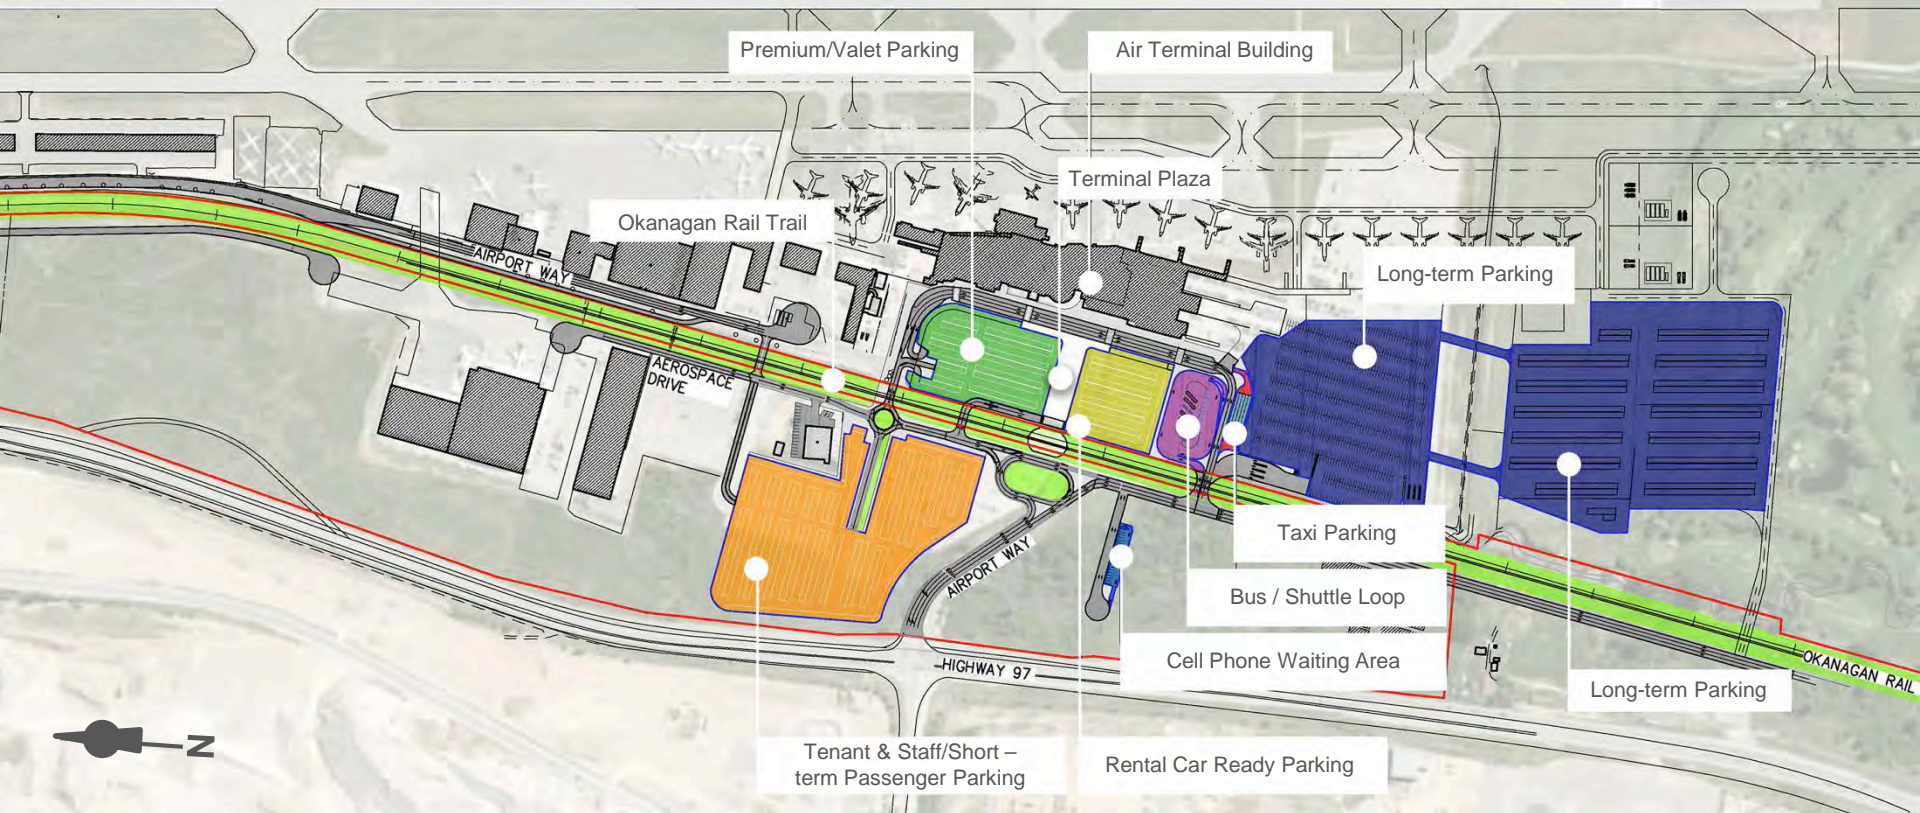 Premium/Valet Parking
Air Terminal Building
Terminal Plaza
Okanagan Rail Trail
AIRPORT WAY
Long-term Parking
AEROSPACE
DRIVE
Taxi Parking
AIRPORT WAY
Bus / Shuttle Loop
Cell Phone Waiting Area
HIGHWAY 97
OKANAGAN RAIL
Long-term Parking
N
Tenant & Staff/Short –
term Passenger Parking
Rental Car Ready Parking